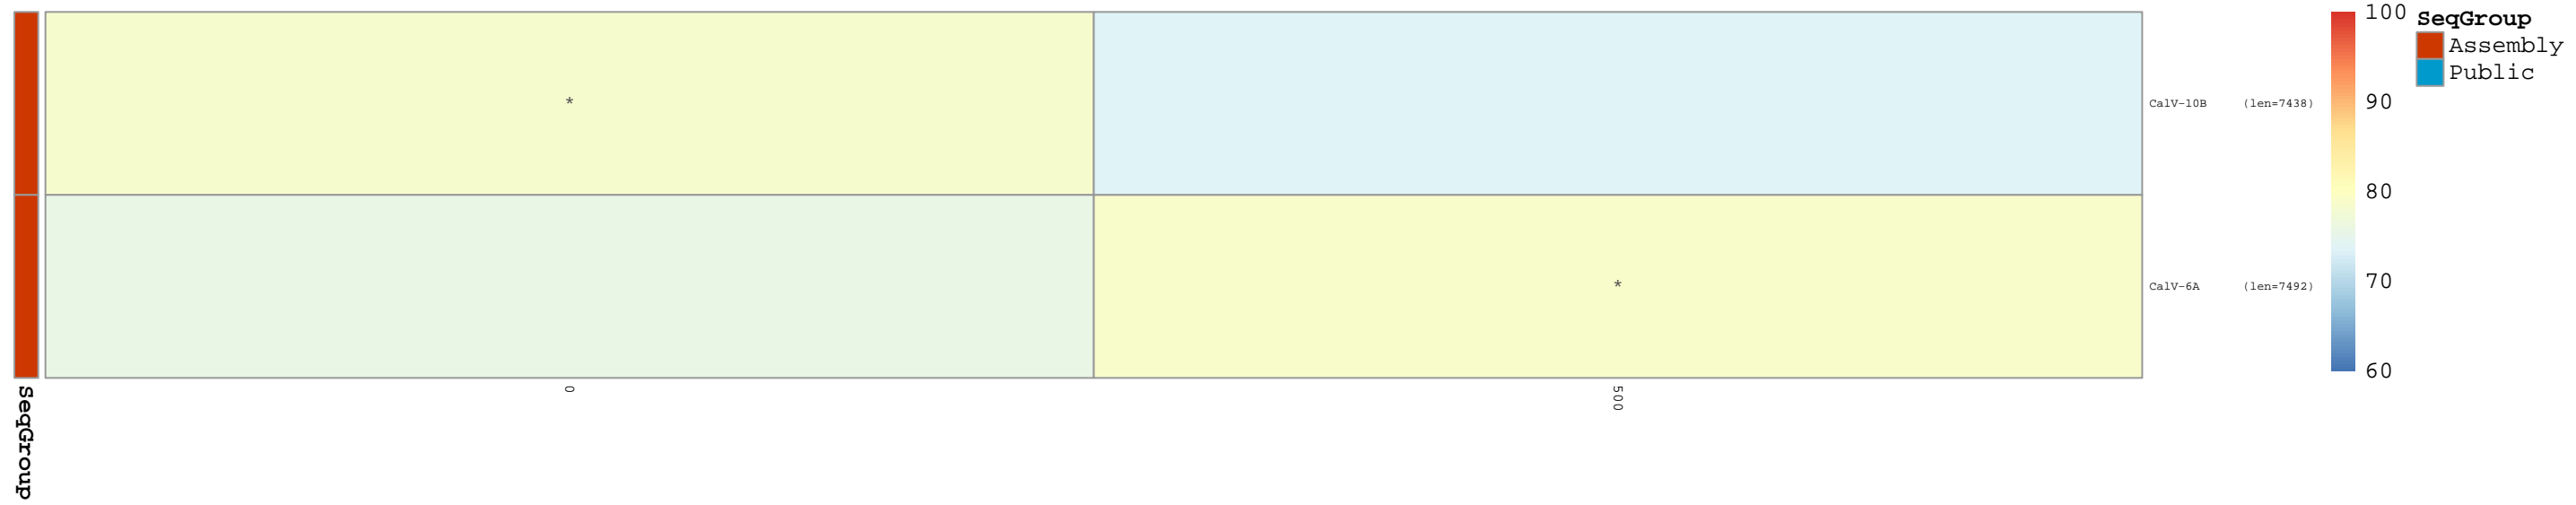 *
CalV-10B (len=7438)
*
CalV-6A (len=7492)
0
500
SeqGroup
100
90
80
70
60
SeqGroup
Assembly
Public